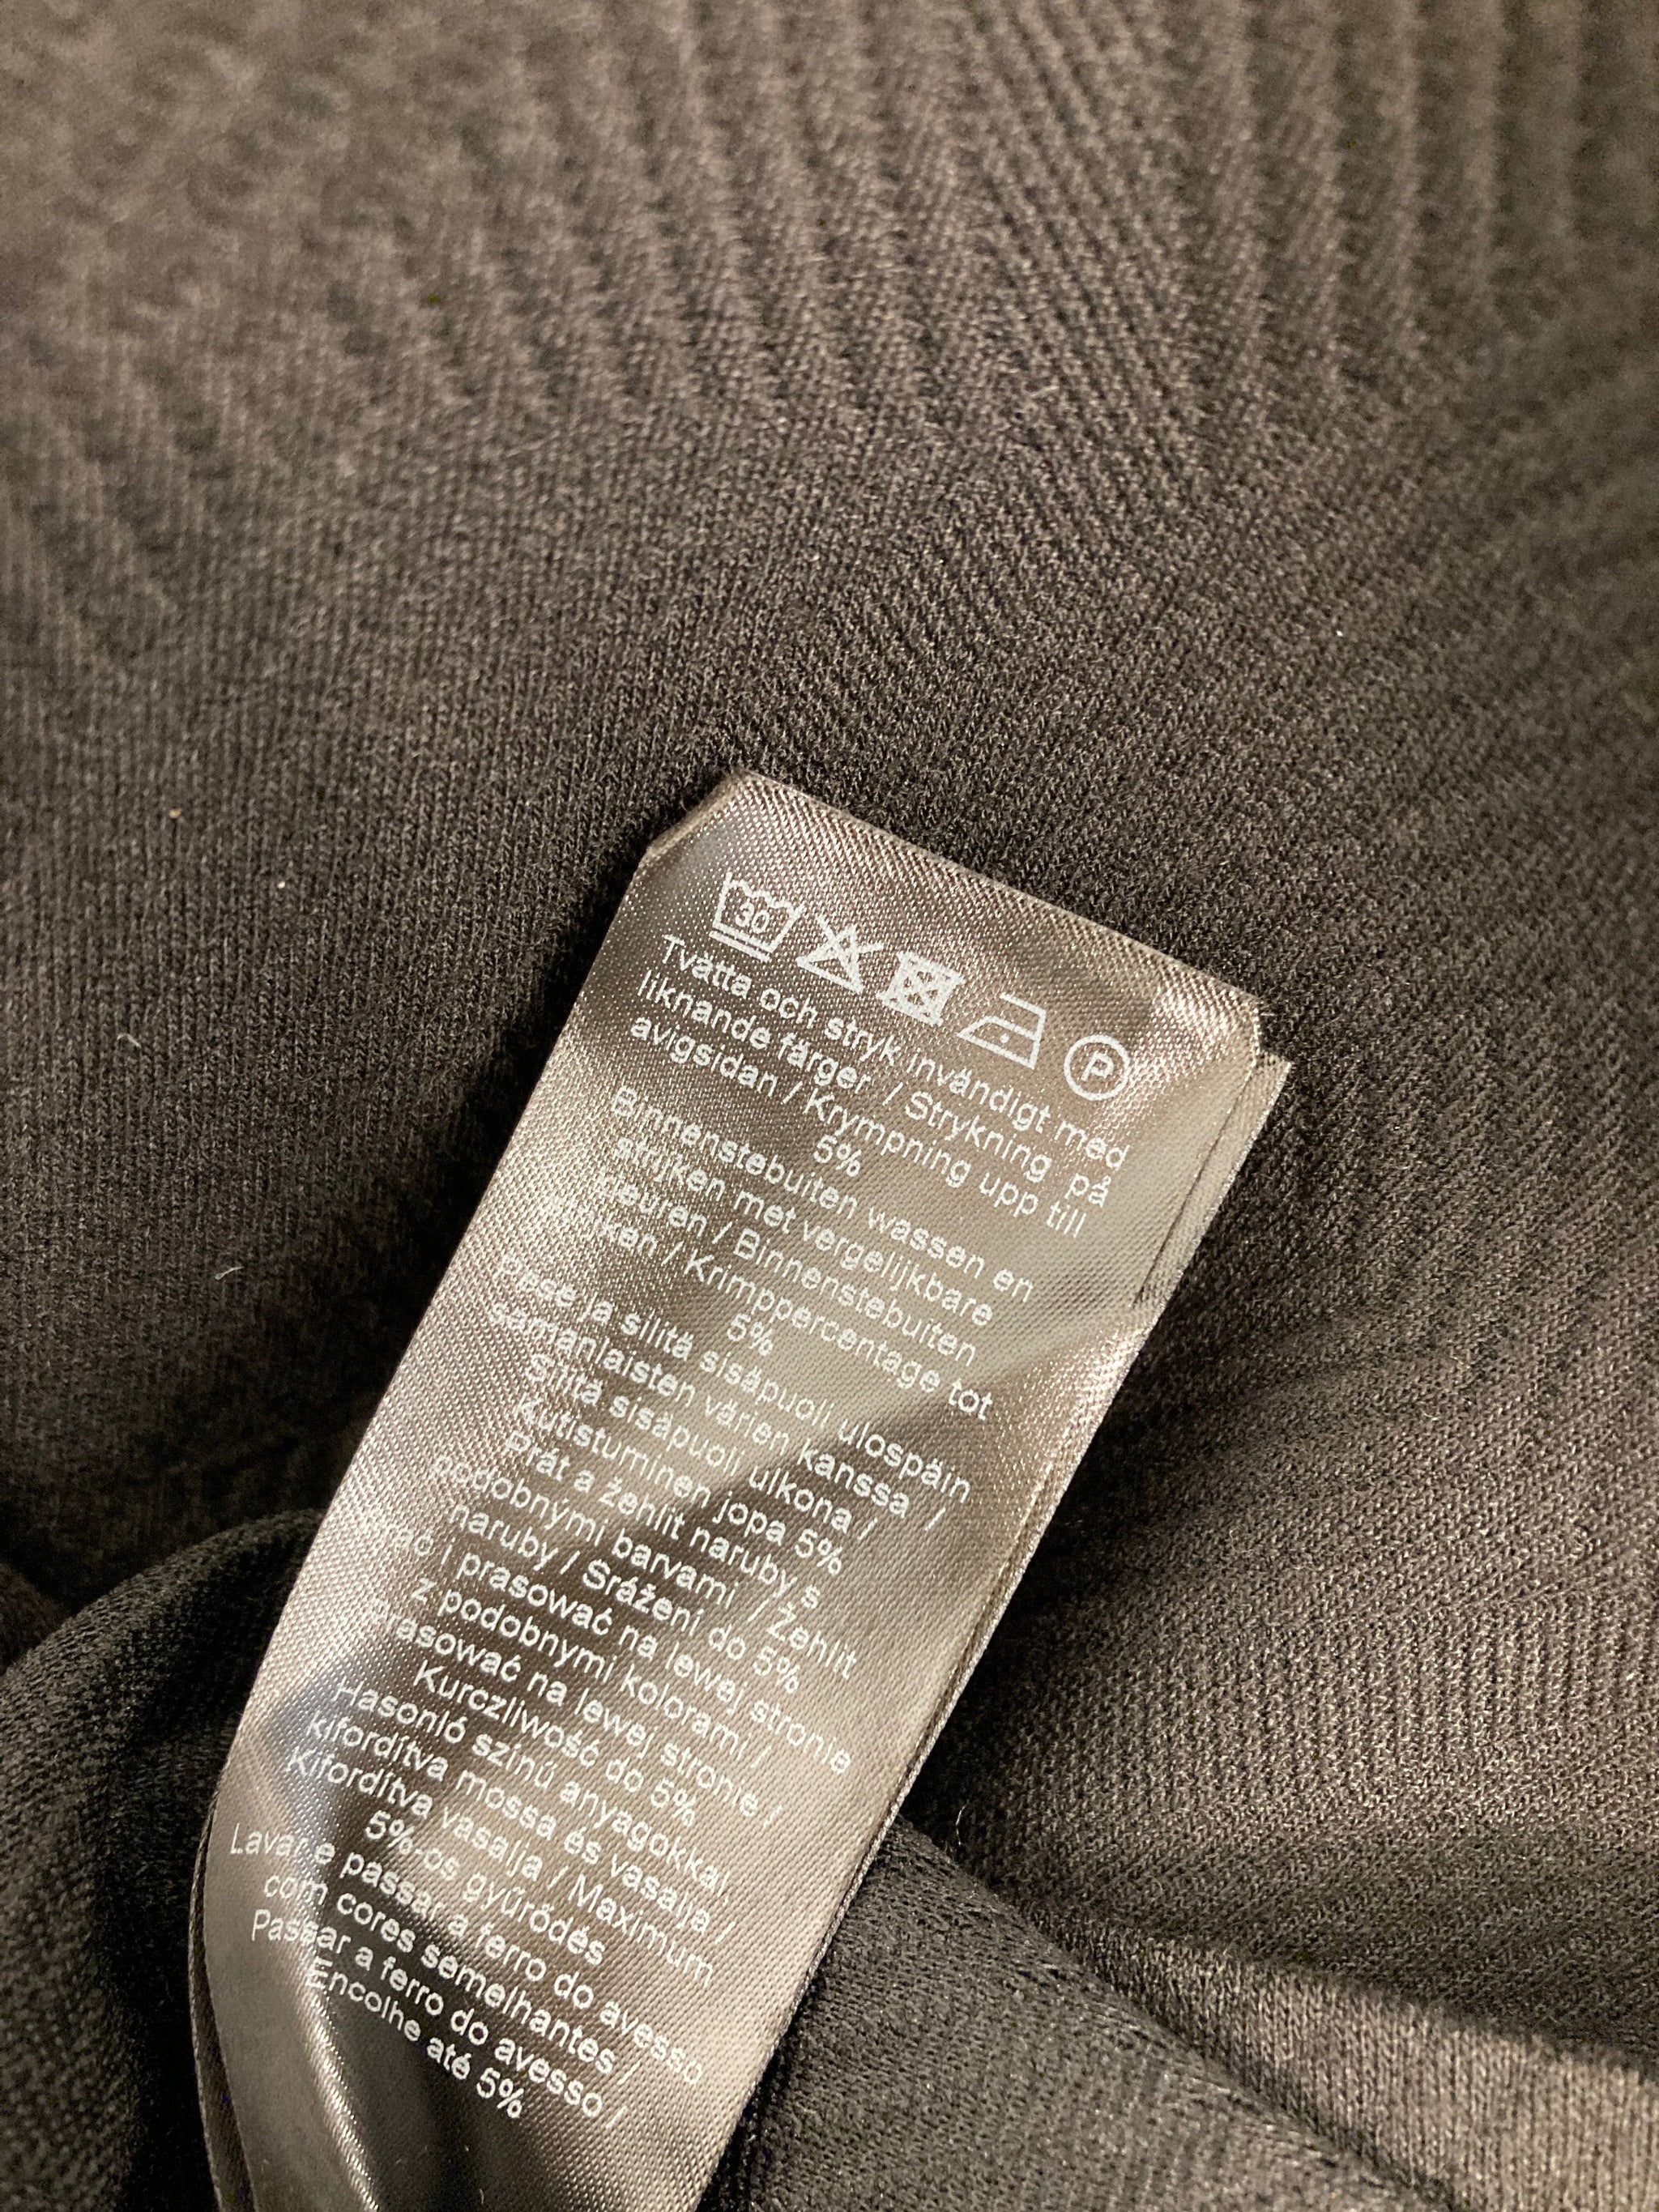 30 P
Tvätta och stryk invändigt med
liknande färger / Strykning på
avigsidan / Krympning upp till
5%
Binnenstebuiten wassen en
strijken met vergelijkbare
/ Binnenstebuiten
/ Krimppercentage tot
5%
Pese ja silitä sisäpuoli ulospäin
samanlaisten värien kanssa /
Silitä sisäpuoli ulkona /
Kutistuminen jopa 5%
Prát a žehlit naruby s
podobnými barvami / Žehlit
naruby / Srážení do 5%
i prasować na lewej stronie
z podobnymi kolorami /
na lewej stronie /
Kurczliwość do 5%
Hasonló színű anyagokkal,
kifordítva mossa és vasalja /
Kifordítva vasalja / Maximum
5%-os gyűrődés
Lavar e passar a ferro do avesso
com cores semelhantes /
Passar a ferro do avesso /
Encolhe até 5%